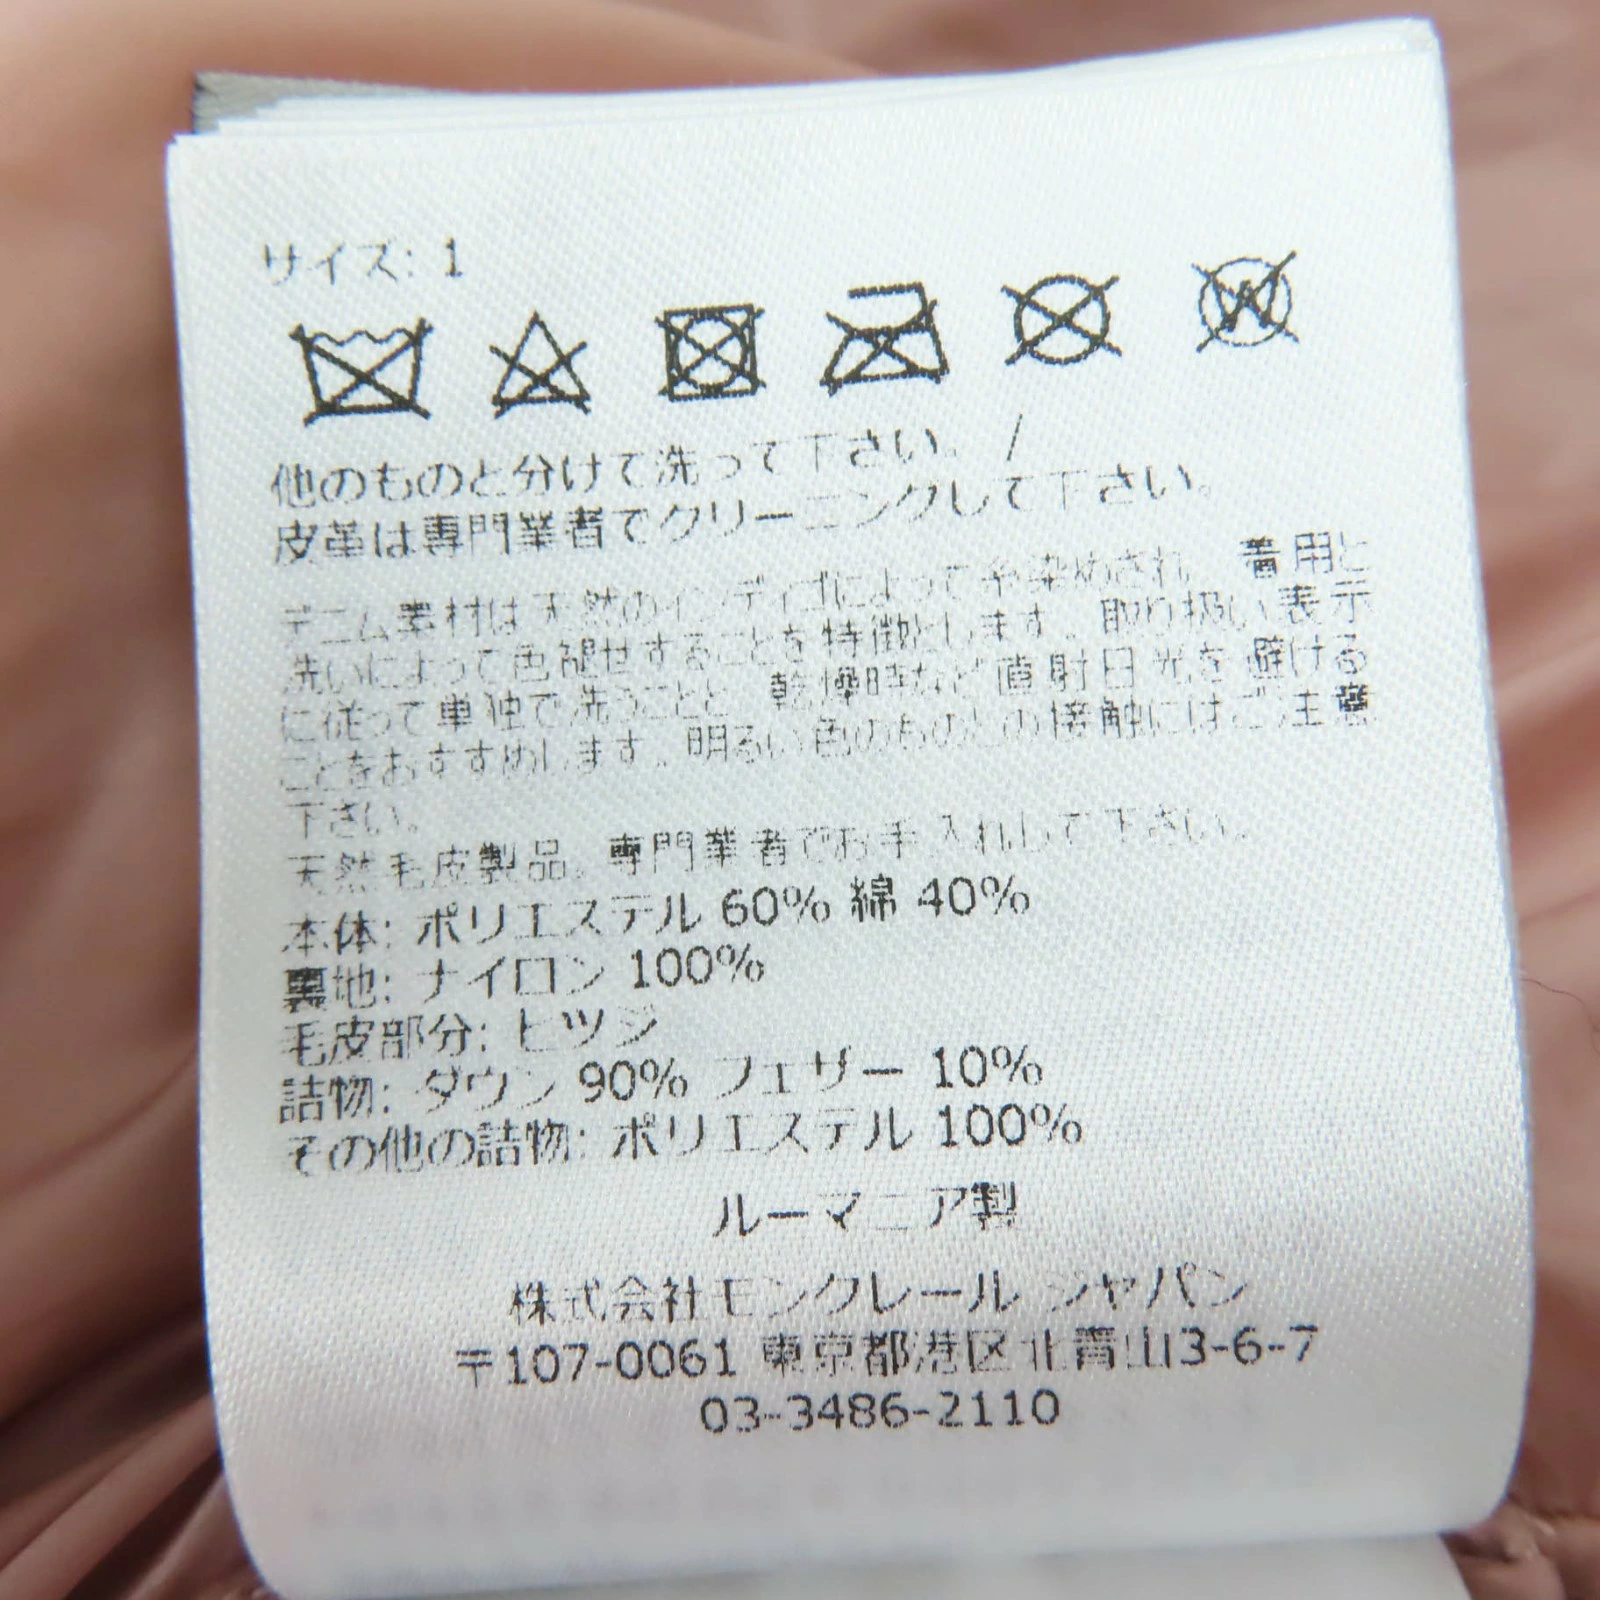 サイズ: 1
他のものと分けて洗って下さい。 /
皮革は専門業者でクリーニングして下さい。
デニム素材は天然のインディゴによって糸染めされ、着用と
洗いによって色褪せすることを特徴とします。取り扱い表示
に従って単独で洗うことと、乾燥時など直射日光を避ける
ことをおすすめします。明るい色のものとの接触にはご注意
下さい。
天然毛皮製品。専門業者でお手入れして下さい。
本体: ポリエステル 60% 綿 40%
裏地: ナイロン 100%
毛皮部分: ヒツジ
詰物: ダウン 90% フェザー 10%
その他の詰物: ポリエステル 100%
ルーマニア製
株式会社モンクレール ジャパン
〒107-0061 東京都港区北青山3-6-7
03-3486-2110